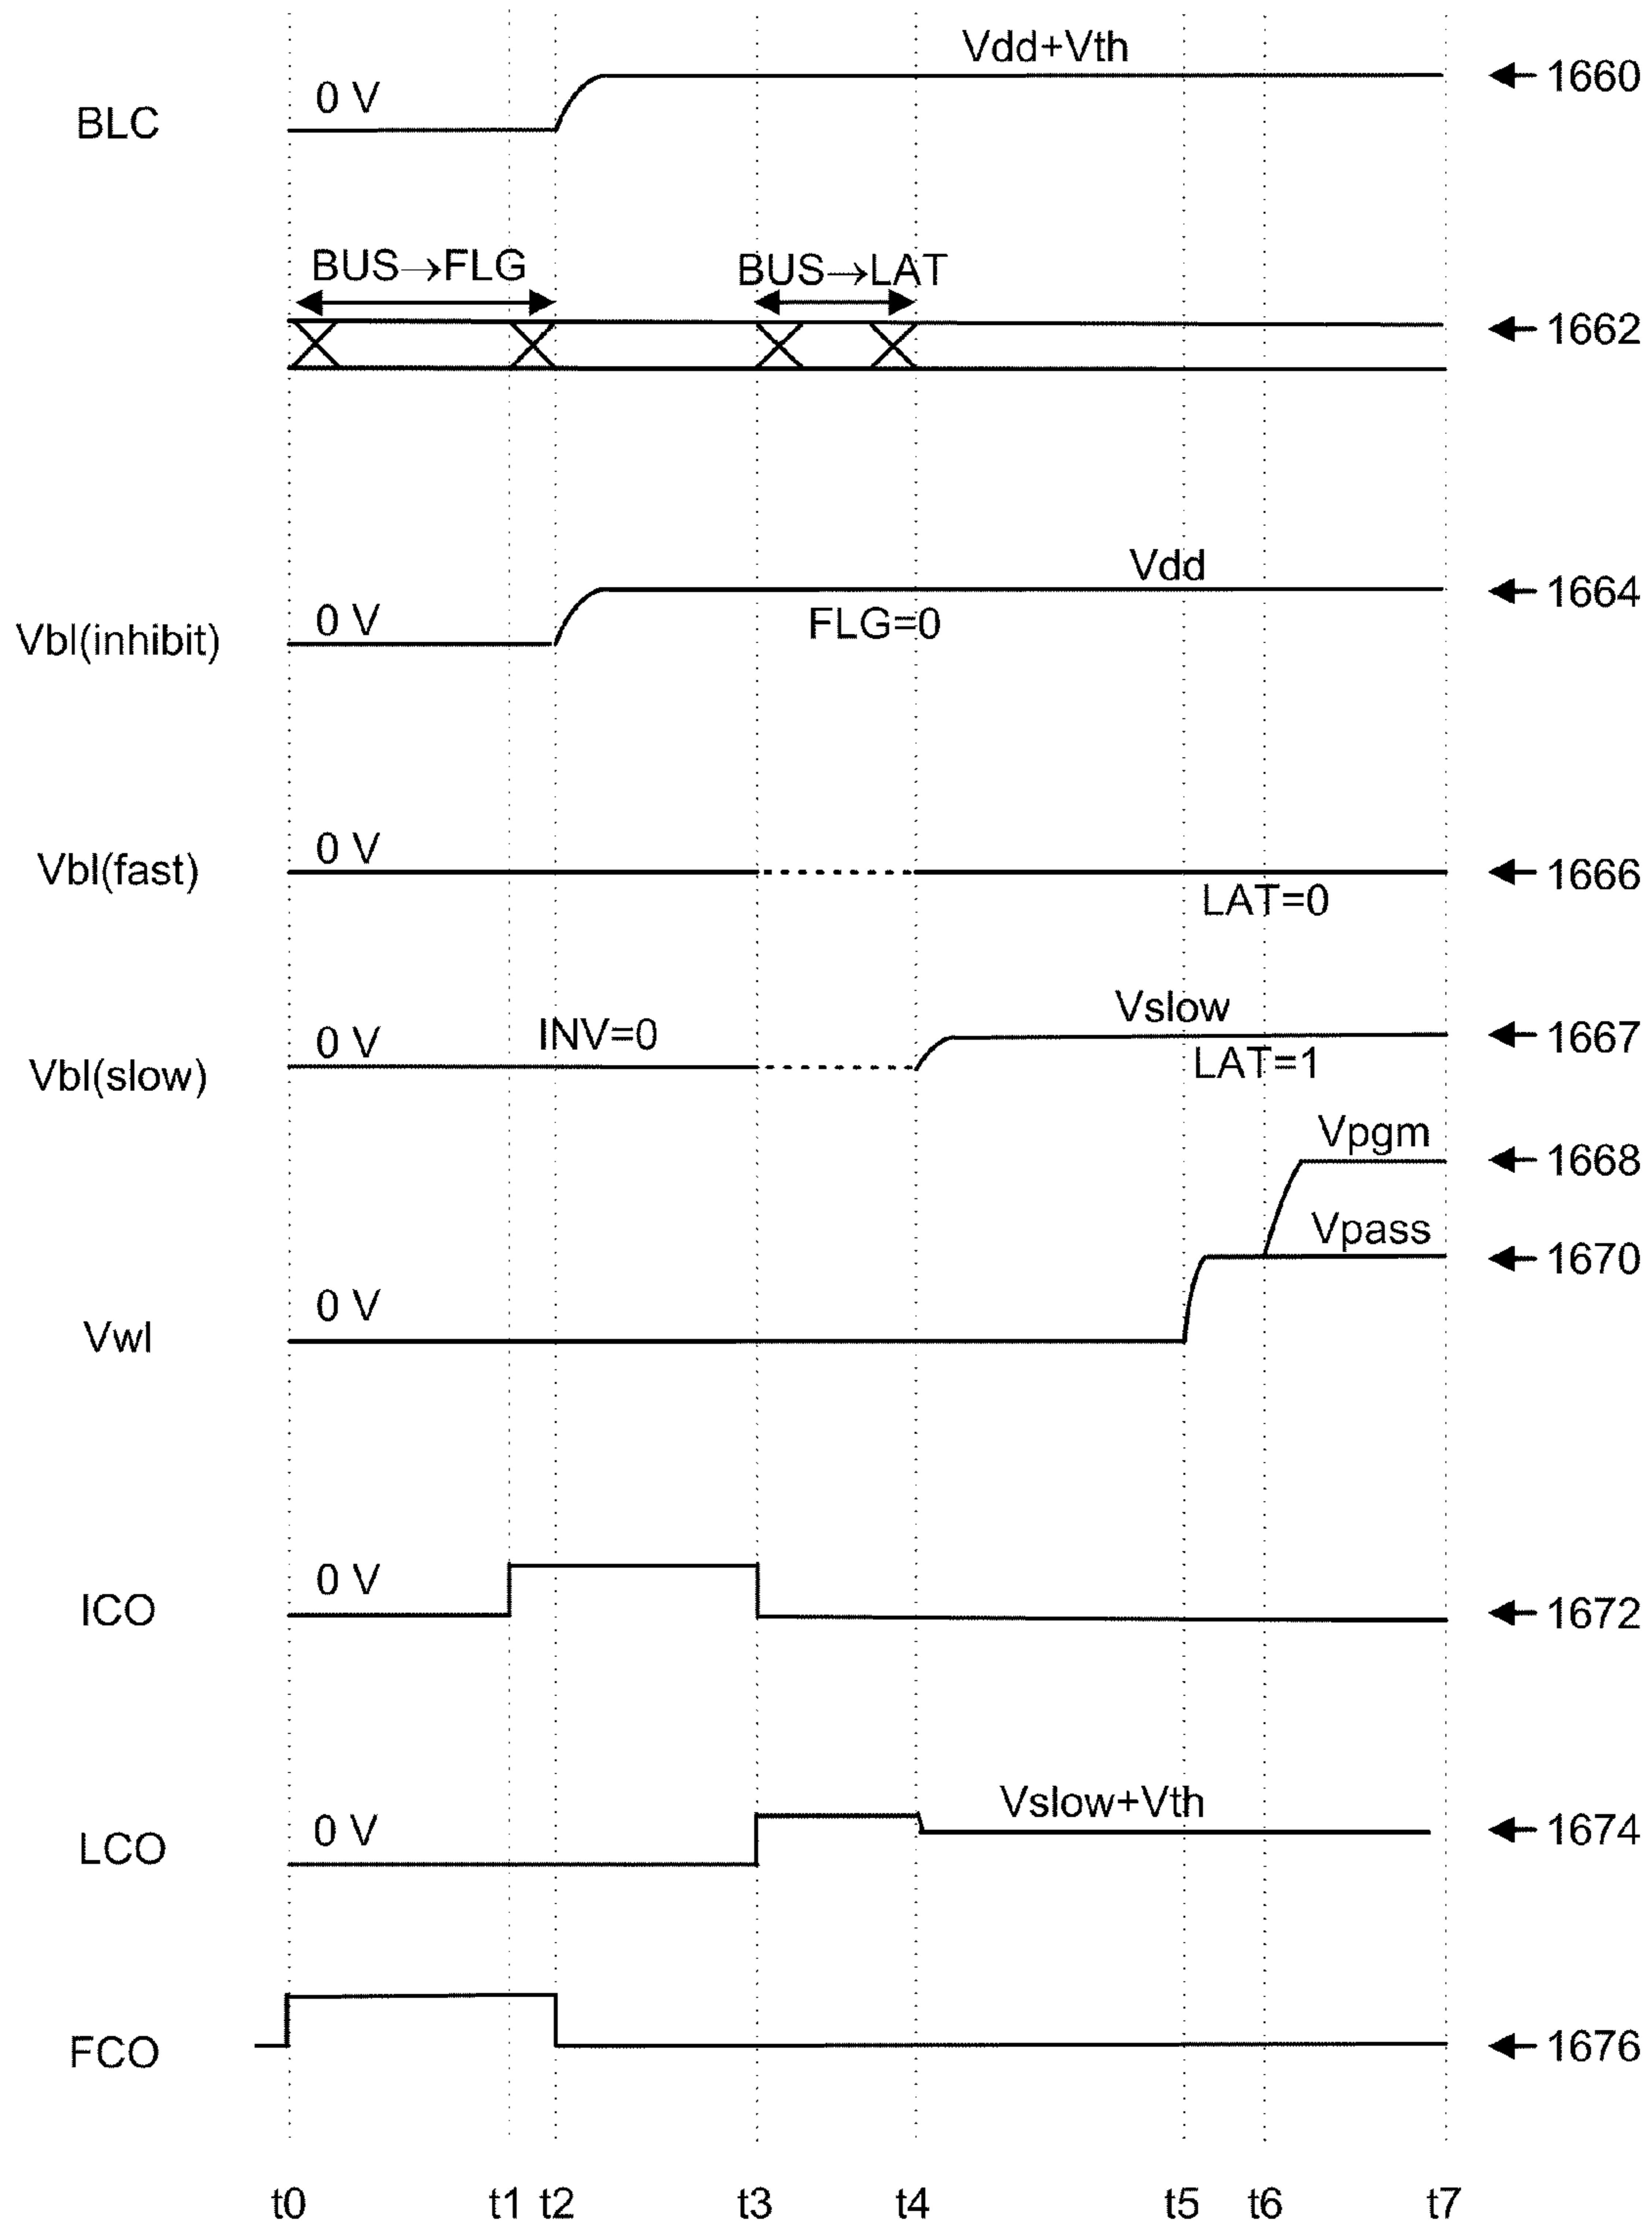 Vdd+Vth
1660
0 V
BLC
BUS→FLG
BUS→LAT
1662
Vdd
1664
0 V
FLG=0
Vbl(inhibit)
0 V
Vbl(fast)
1666
LAT=0
Vslow
0 V
INV=0
1667
LAT=1
Vbl(slow)
Vpgm
1668
Vpass
1670
0 V
Vwl
0 V
ICO
1672
Vslow+Vth
0 V
LCO
1674
FCO
1676
t0 t1 t2 t3 t4 t5 t6 t7